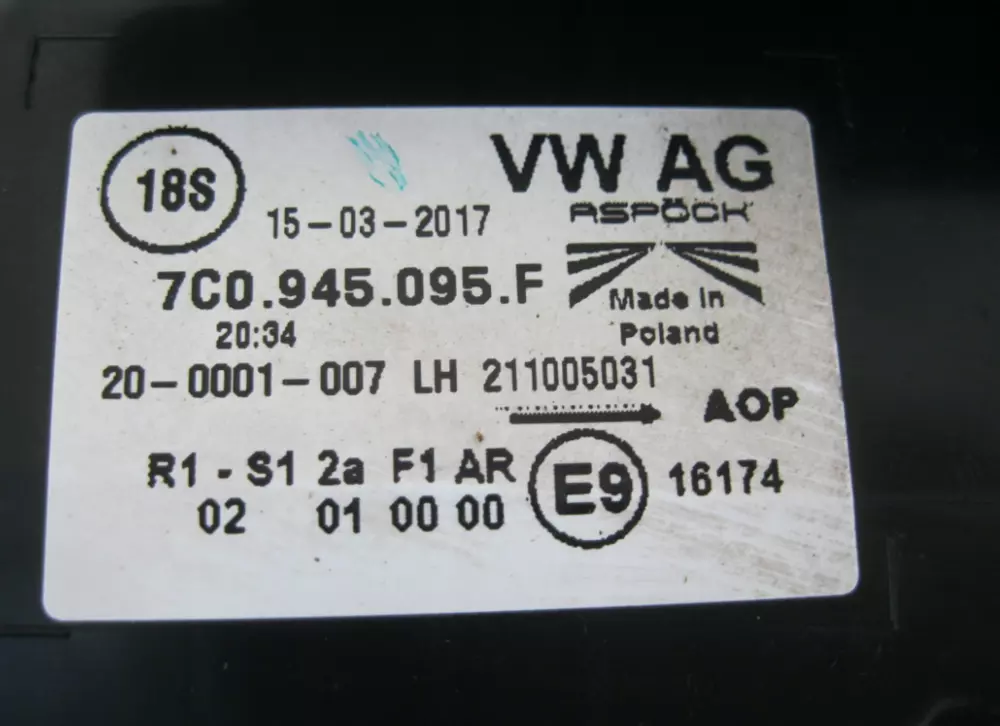 18S
VW AG
ASPÖCK
15-03-2017
7C0.945.095.F
Made in
Poland
20:34
20-0001-007 LH 211005031
AOP
R1 - S1 2a F1 AR
02 01 00 00
E9 16174